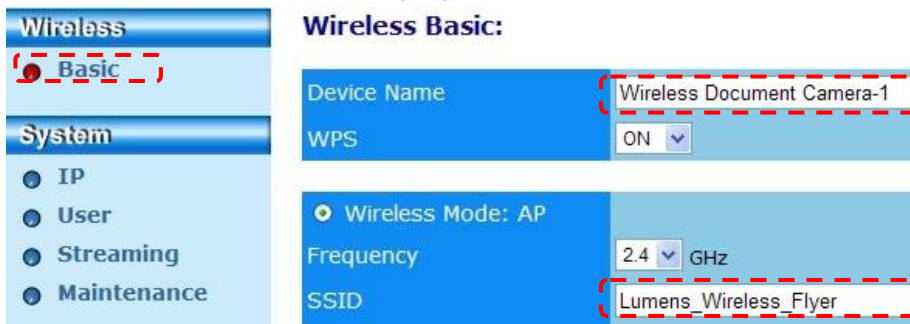 Wireless
Basic
System
IP
User
Streaming
Maintenance
Wireless Basic:
Device Name Wireless Document Camera-1
WPS ON
Wireless Mode: AP
Frequency 2.4 GHz
SSID Lumens_Wireless_Flyer